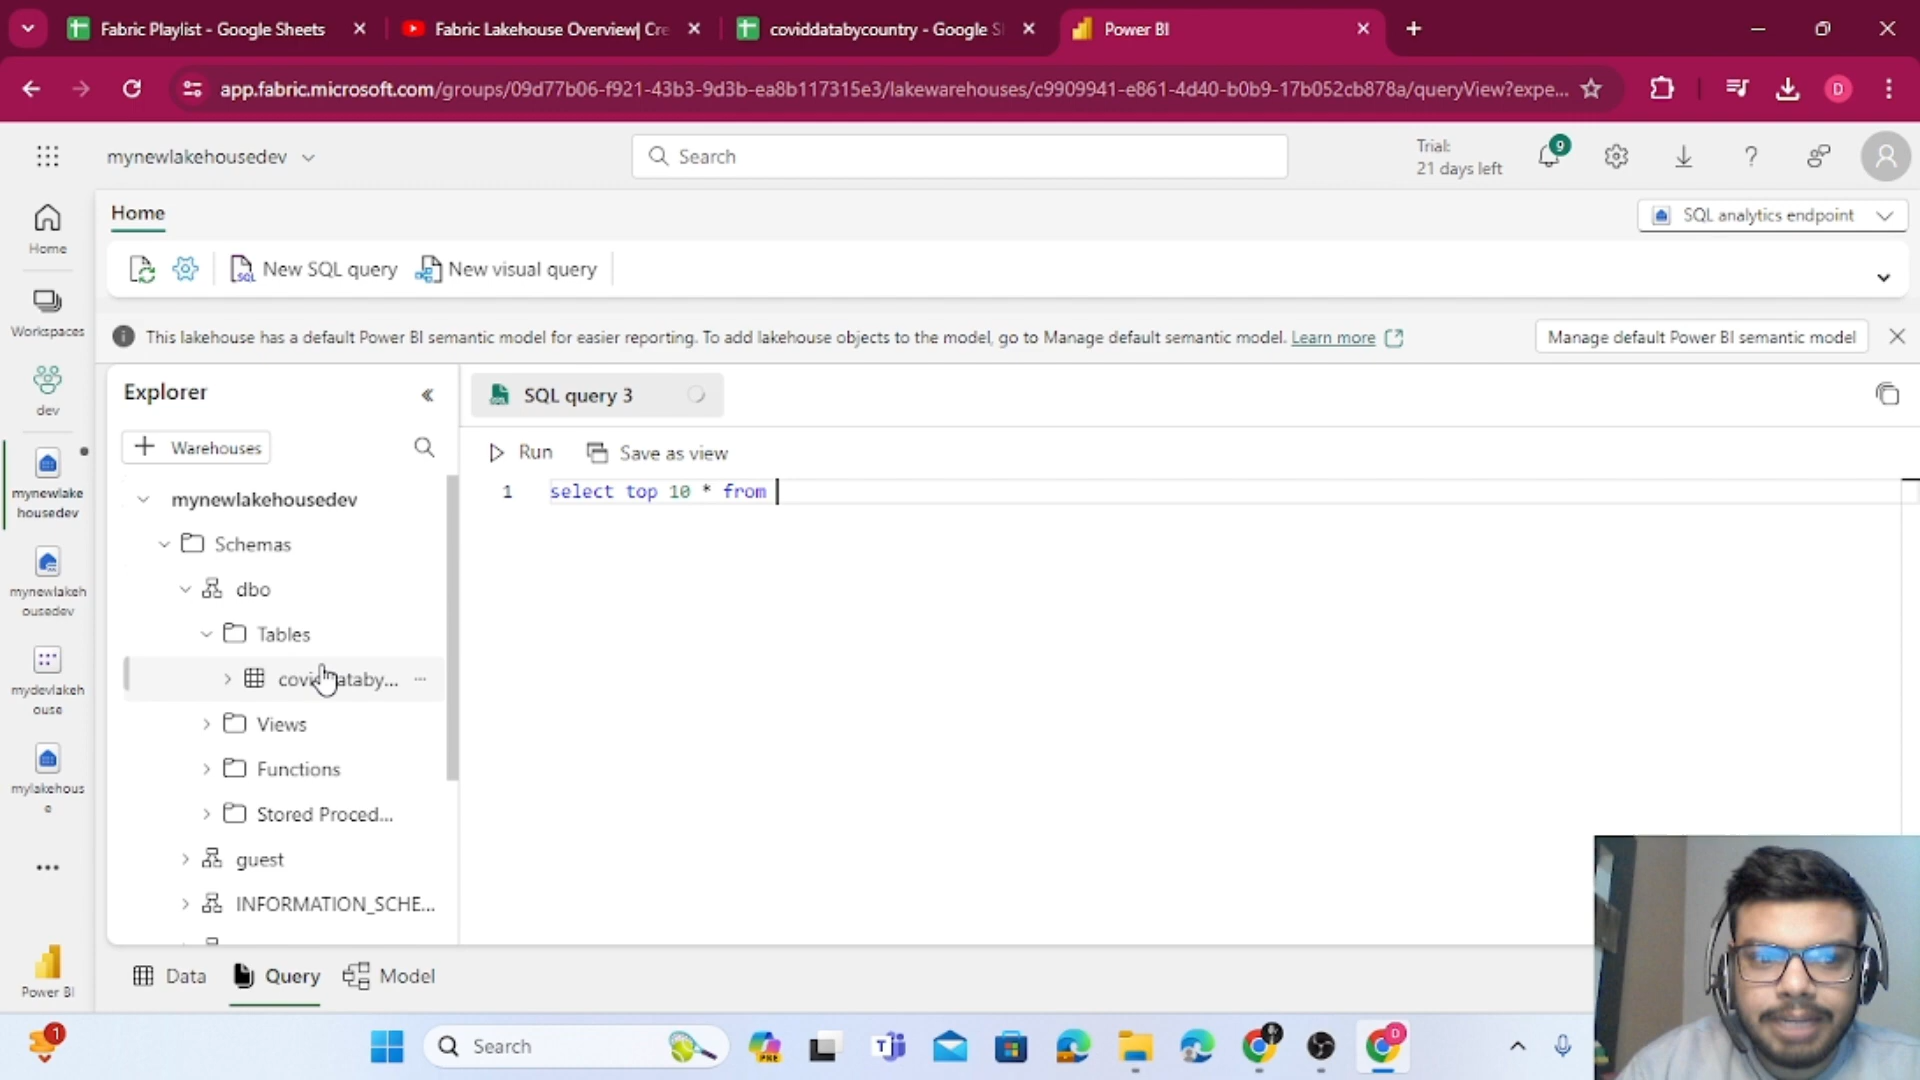 Fabric Playlist - Google Sheets
Fabric Lakehouse Overview| Cre
coviddatabycountry - Google S
Power BI
app.fabric.microsoft.com/groups/09d77b06-f921-43b3-9d3b-ea8b117315e3/lakewarehouses/c9909941-e861-4d40-b0b9-17b052cb878a/queryView?expe...
D
mynewlakehousedev
Search
Trial:
21 days left
9
Home
SQL analytics endpoint
New SQL query
New visual query
This lakehouse has a default Power BI semantic model for easier reporting. To add lakehouse objects to the model, go to Manage default semantic model. Learn more
Manage default Power BI semantic model
Home
Workspaces
dev
mynewlake
housedev
mynewlakeh
ousedev
mydevlakeh
ouse
mylakehous
e
Power BI
Explorer
Warehouses
mynewlakehousedev
Schemas
dbo
Tables
Views
Functions
Stored Proced...
guest
INFORMATION_SCHE...
SQL query 3
Run
Save as view
1 select top 10 * from
Data
Query
Model
1
Search
PRE
D